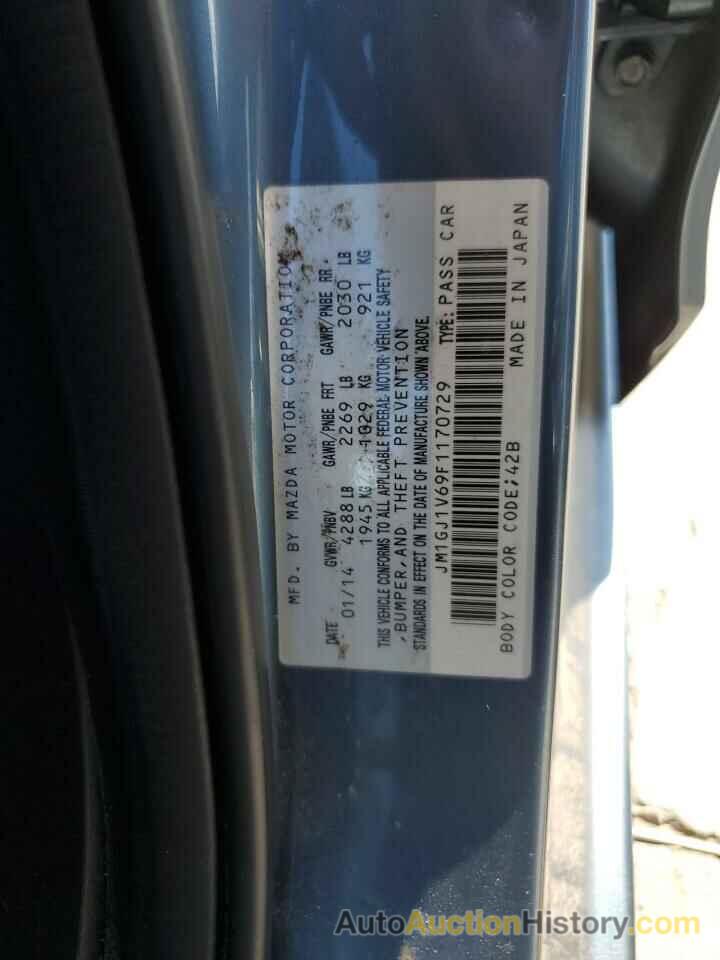 MFD. BY MAZDA MOTOR CORPORATION
DATE GVWR/PNBV GAWR/PNBE FRT GAWR/PNBE RR
01/14 4288 LB 2269 LB 2030 LB
1945 KG 1029 KG 921 KG
THIS VEHICLE CONFORMS TO ALL APPLICABLE FEDERAL MOTOR VEHICLE SAFETY
,BUMPER,AND THEFT PREVENTION
STANDARDS IN EFFECT ON THE DATE OF MANUFACTURE SHOWN ABOVE.
JM1GJ1V69F1170729 TYPE: PASS CAR
BODY COLOR CODE;42B MADE IN JAPAN
AutoAuctionHistory.com